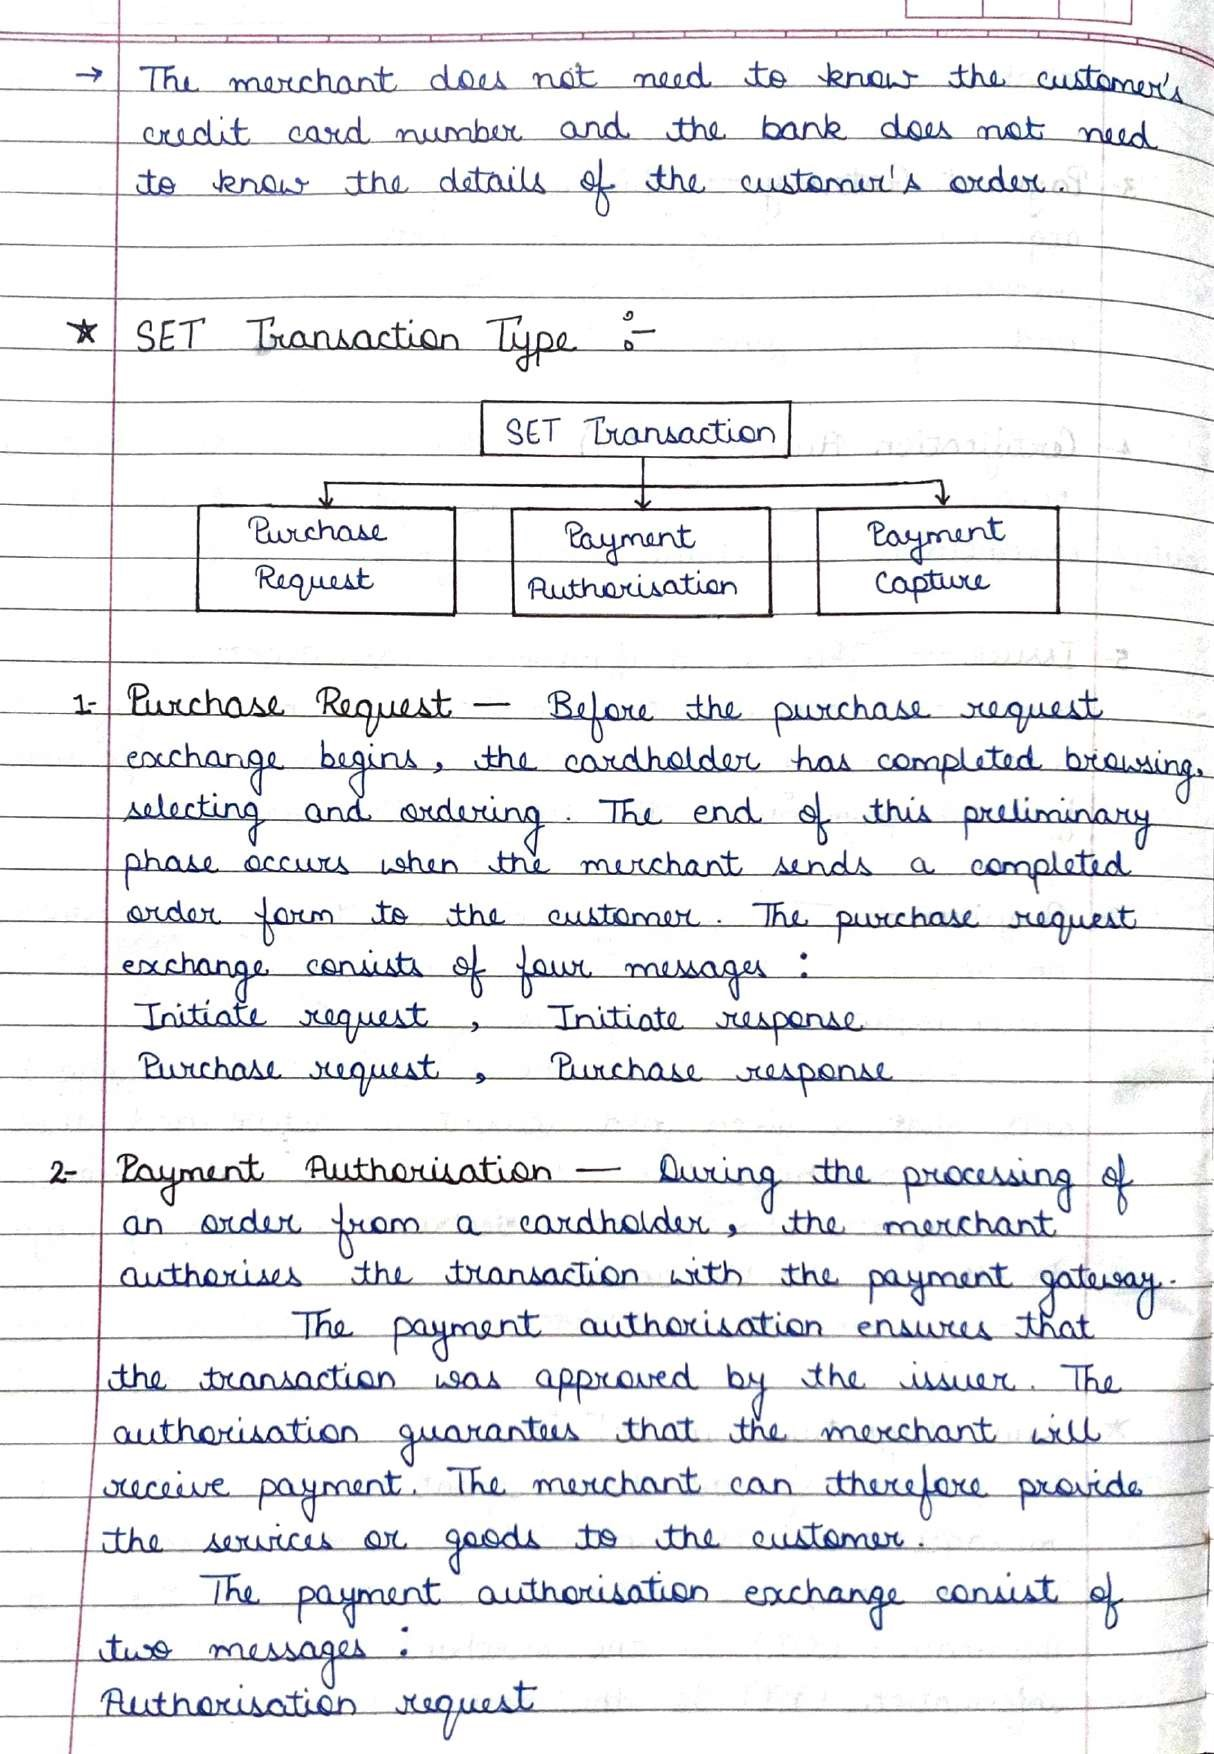 → The merchant does not need to know the customer's
credit card number and the bank does not need
to know the details of the customer's order.
★ SET Transaction Type :-
SET Transaction
Purchase
Request
Payment
Authorisation
Payment
Capture
1- Purchase Request — Before the purchase request
exchange begins, the cardholder has completed browsing,
selecting and ordering. The end of this preliminary
phase occurs when the merchant sends a completed
order form to the customer. The purchase request
exchange consists of four messages :
Initiate request , Initiate response
Purchase request , Purchase response
2- Payment Authorisation — During the processing of
an order from a cardholder, the merchant
authorises the transaction with the payment gateway.
The payment authorisation ensures that
the transaction was approved by the issuer. The
authorisation guarantees that the merchant will
receive payment. The merchant can therefore provide
the services or goods to the customer.
The payment authorisation exchange consist of
two messages :
Authorisation request